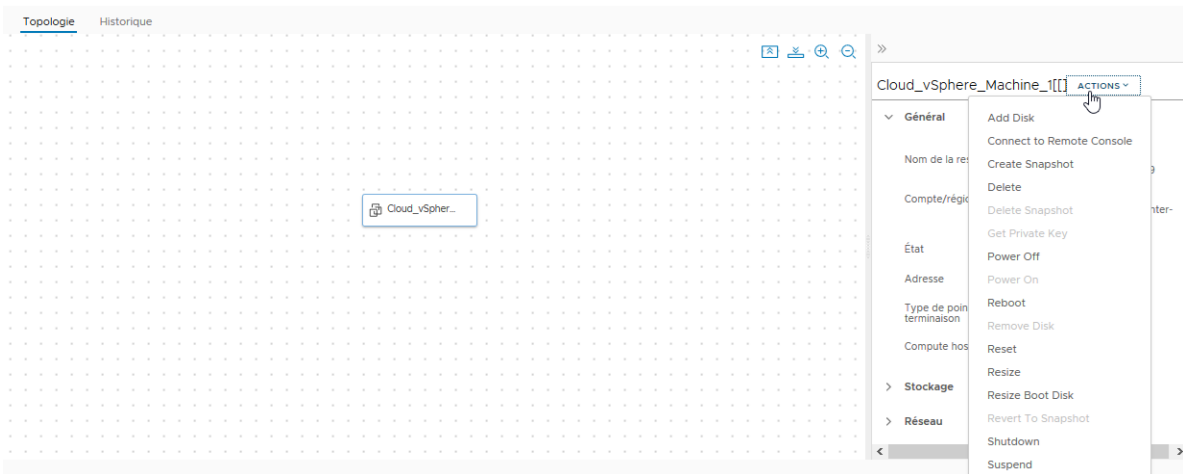 Topologie Historique
Cloud_vSpher...
Cloud_vSphere_Machine_1[[] ACTIONS
Général
Nom de la res
Compte/régio
État
Adresse
Type de poin
terminaison
Compute hos
Stockage
Réseau
9
nter-
Add Disk
Connect to Remote Console
Create Snapshot
Delete
Delete Snapshot
Get Private Key
Power Off
Power On
Reboot
Remove Disk
Reset
Resize
Resize Boot Disk
Revert To Snapshot
Shutdown
Suspend